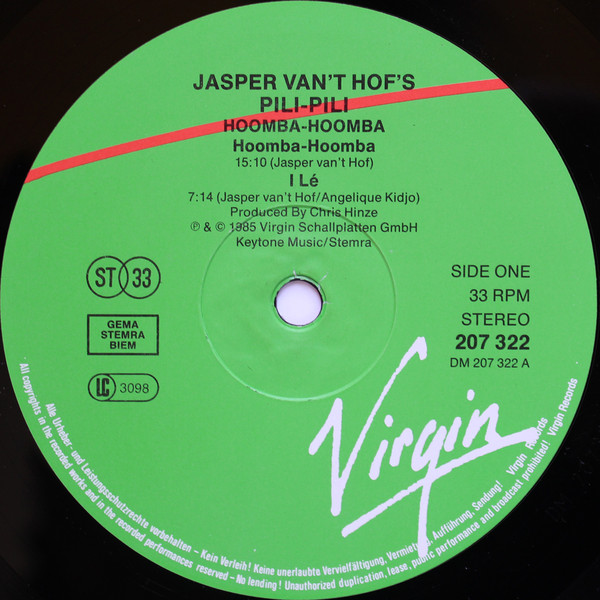 JASPER VAN'T HOF'S
PILI-PILI
HOOMBA-HOOMBA
Hoomba-Hoomba
15:10 (Jasper van't Hof)
I Lé
7:14 (Jasper van't Hof/Angelique Kidjo)
Produced By Chris Hinze
℗ & © 1985 Virgin Schallplatten GmbH
Keytone Music/Stemra
ST 33
GEMA
STEMRA
BIEM
LC 3098
SIDE ONE
33 RPM
STEREO
207 322
DM 207 322 A
Virgin
Alle Urheber- und Leistungsschutzrechte vorbehalten – Kein Verleih! Keine unerlaubte Vervielfältigung, Vermietung, Aufführung, Sendung! Virgin Records
All copyrights in the recorded works and in the recorded performances reserved – No lending! Unauthorized duplication, lease, public performance and broadcast prohibited! Virgin Records